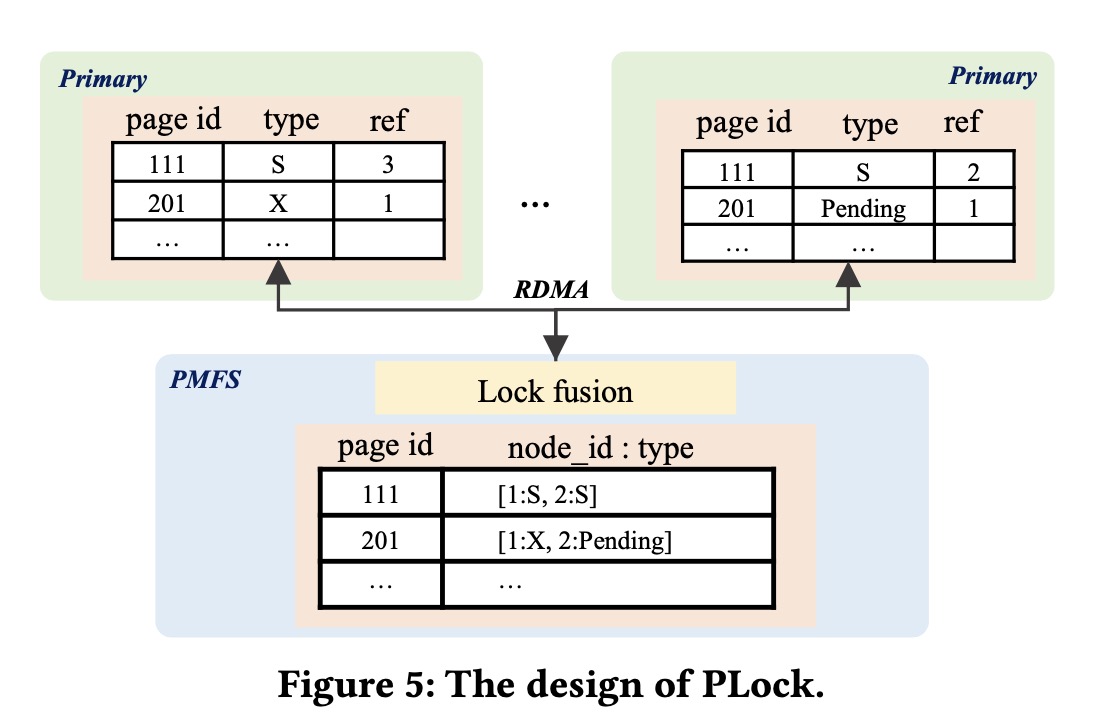 Primary
page id type ref
111 S 3
201 X 1
... ...
...
Primary
page id type ref
111 S 2
201 Pending 1
... ...
RDMA
PMFS
Lock fusion
page id node_id : type
111 [1:S, 2:S]
201 [1:X, 2:Pending]
... ...
Figure 5: The design of PLock.